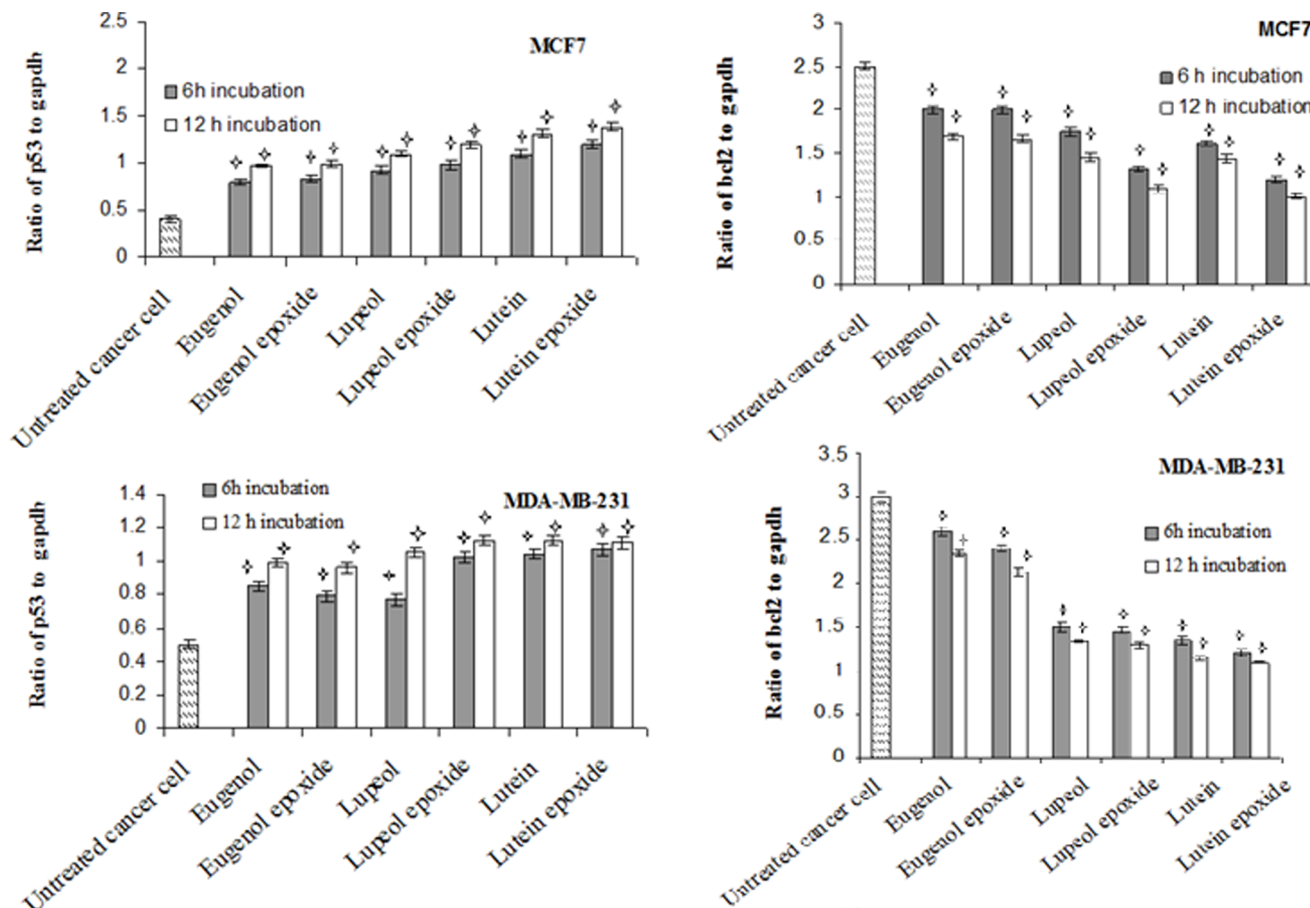 2.5
2
1.5
1
0.5
0
Ratio of p53 to gapdh
MCF7
6h incubation
12 h incubation
Untreated cancer cell
Eugenol
Eugenol epoxide
Lupeol
Lupeol epoxide
Lutein
Lutein epoxide
3
2.5
2
1.5
1
0.5
0
Ratio of bcl2 to gapdh
MCF7
6 h incubation
12 h incubation
Untreated cancer cell
Eugenol
Eugenol epoxide
Lupeol
Lupeol epoxide
Lutein
Lutein epoxide
1.4
1.2
1
0.8
0.6
0.4
0.2
0
Ratio of p53 to gapdh
MDA-MB-231
6h incubation
12 h incubation
Untreated cancer cell
Eugenol
Eugenol epoxide
Lupeol
Lupeol epoxide
Lutein
Lutein epoxide
3.5
3
2.5
2
1.5
1
0.5
0
Ratio of bcl2 to gapdh
MDA-MB-231
6h incubation
12 h incubation
Untreated cancer cell
Eugenol
Eugenol epoxide
Lupeol
Lupeol epoxide
Lutein
Lutein epoxide